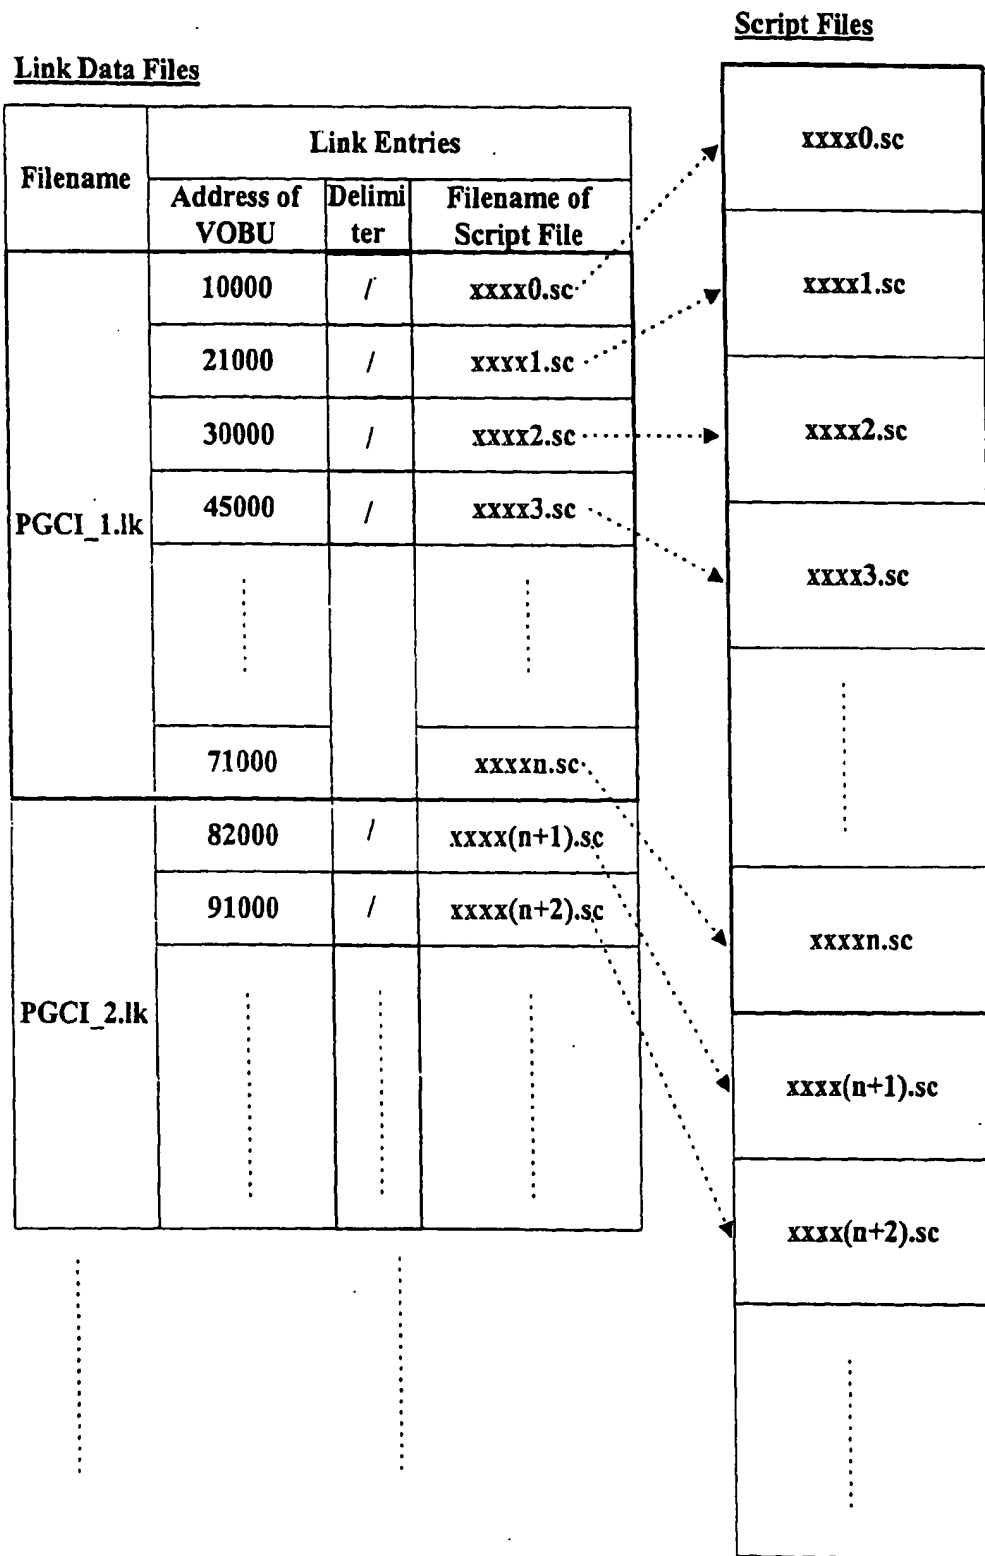 Script Files
Link Data Files
Filename
Link Entries
Address of
VOBU
Delimi
ter
Filename of
Script File
PGCI_1.lk
10000 / xxxx0.sc
21000 / xxxx1.sc
30000 / xxxx2.sc
45000 / xxxx3.sc
71000 xxxxn.sc
PGCI_2.lk
82000 / xxxx(n+1).sc
91000 / xxxx(n+2).sc
xxxx0.sc
xxxx1.sc
xxxx2.sc
xxxx3.sc
xxxxn.sc
xxxx(n+1).sc
xxxx(n+2).sc